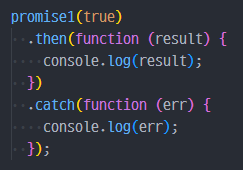 promise1(true)
  .then(function (result) {
    console.log(result);
  })
  .catch(function (err) {
    console.log(err);
  });